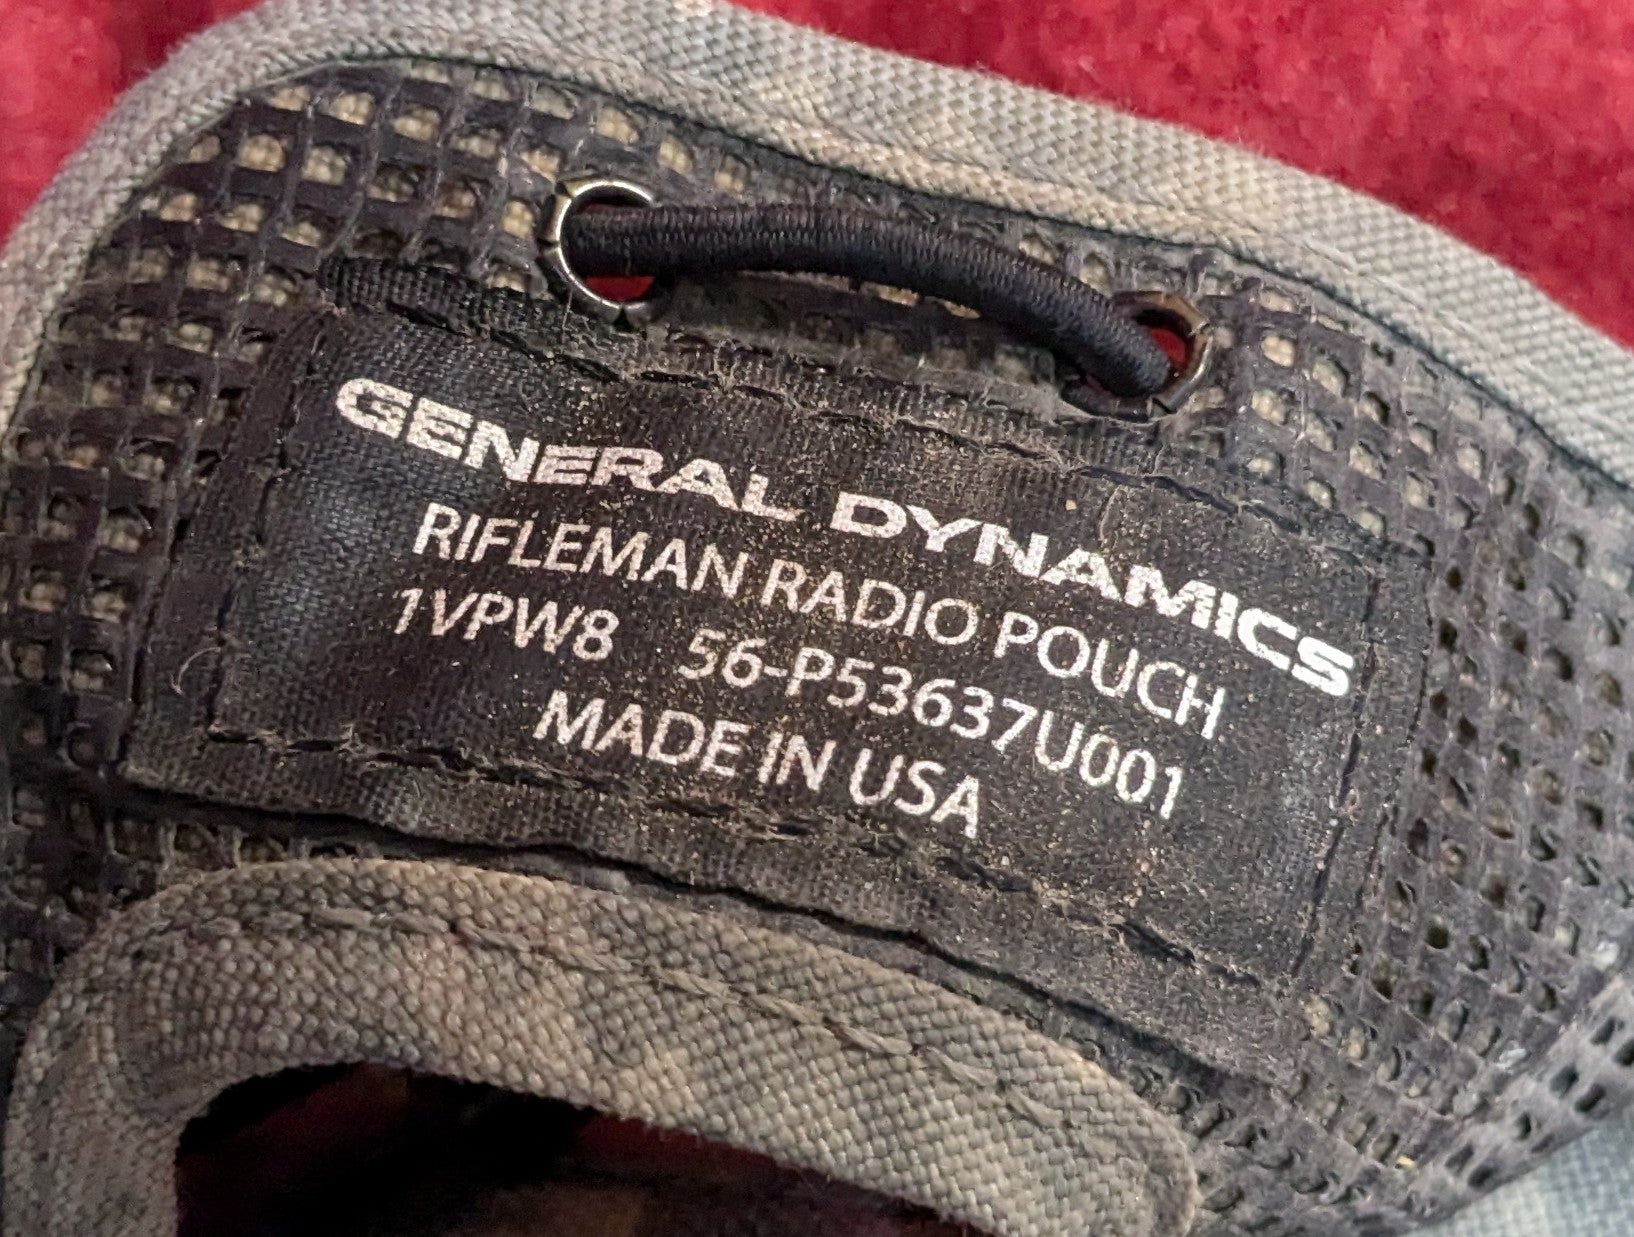 GENERAL DYNAMICS
RIFLEMAN RADIO POUCH
1VPW8 56-P53637U001
MADE IN USA